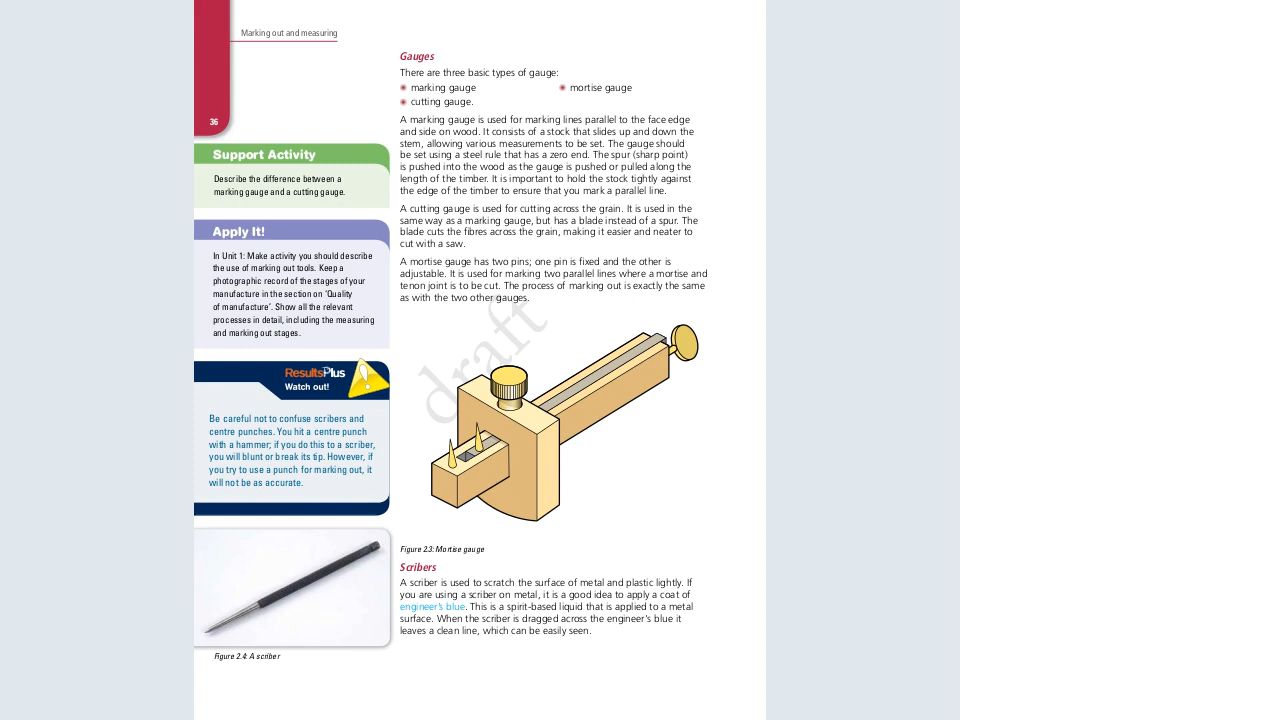 Marking out and measuring
36
Gauges
There are three basic types of gauge:
marking gauge
mortise gauge
cutting gauge.
A marking gauge is used for marking lines parallel to the face edge
and side on wood. It consists of a stock that slides up and down the
stem, allowing various measurements to be set. The gauge should
be set using a steel rule that has a zero end. The spur (sharp point)
is pushed into the wood as the gauge is pushed or pulled along the
length of the timber. It is important to hold the stock tightly against
the edge of the timber to ensure that you mark a parallel line.
A cutting gauge is used for cutting across the grain. It is used in the
same way as a marking gauge, but has a blade instead of a spur. The
blade cuts the fibres across the grain, making it easier and neater to
cut with a saw.
A mortise gauge has two pins; one pin is fixed and the other is
adjustable. It is used for marking two parallel lines where a mortise and
tenon joint is to be cut. The process of marking out is exactly the same
as with the two other gauges.
draft
Figure 2.3: Mortise gauge
Scribers
A scriber is used to scratch the surface of metal and plastic lightly. If
you are using a scriber on metal, it is a good idea to apply a coat of
engineer's blue. This is a spirit-based liquid that is applied to a metal
surface. When the scriber is dragged across the engineer's blue it
leaves a clean line, which can be easily seen.
Support Activity
Describe the difference between a
marking gauge and a cutting gauge.
Apply It!
In Unit 1: Make activity you should describe
the use of marking out tools. Keep a
photographic record of the stages of your
manufacture in the section on ‘Quality
of manufacture’. Show all the relevant
processes in detail, including the measuring
and marking out stages.
ResultsPlus
Watch out!
Be careful not to confuse scribers and
centre punches. You hit a centre punch
with a hammer; if you do this to a scriber,
you will blunt or break its tip. However, if
you try to use a punch for marking out, it
will not be as accurate.
Figure 2.4: A scriber